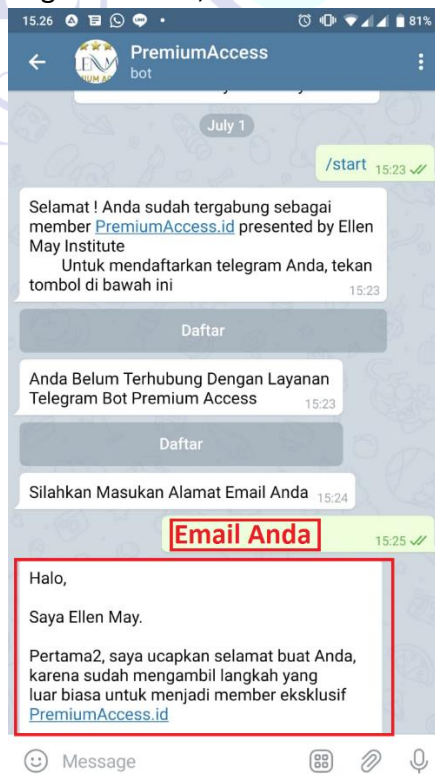 15.26
81%
PremiumAccess
bot
July 1
/start 15:23
Selamat ! Anda sudah tergabung sebagai
member PremiumAccess.id presented by Ellen
May Institute
Untuk mendaftarkan telegram Anda, tekan
tombol di bawah ini 15:23
Daftar
Anda Belum Terhubung Dengan Layanan
Telegram Bot Premium Access 15:23
Daftar
Silahkan Masukan Alamat Email Anda 15:24
Email Anda 15:25
Halo,
Saya Ellen May.
Pertama2, saya ucapkan selamat buat Anda,
karena sudah mengambil langkah yang
luar biasa untuk menjadi member eksklusif
PremiumAccess.id
Message